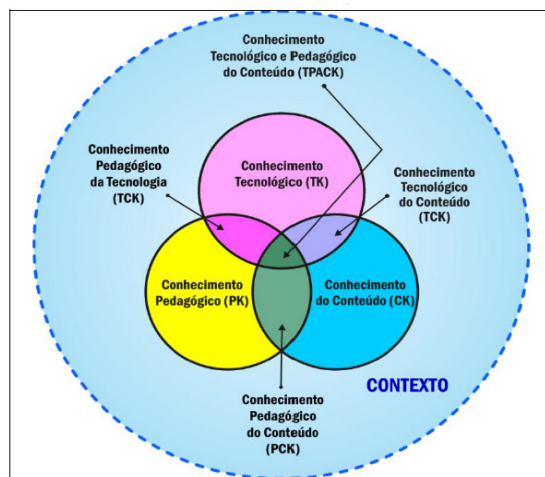 Conhecimento
Tecnológico e Pedagógico
do Conteúdo (TPACK)
Conhecimento
Pedagógico
da Tecnologia
(TCK)
Conhecimento
Tecnológico (TK)
Conhecimento
Tecnológico
do Conteúdo
(TCK)
Conhecimento
Pedagógico (PK)
Conhecimento
do Conteúdo (CK)
CONTEXTO
Conhecimento
Pedagógico
do Conteúdo
(PCK)